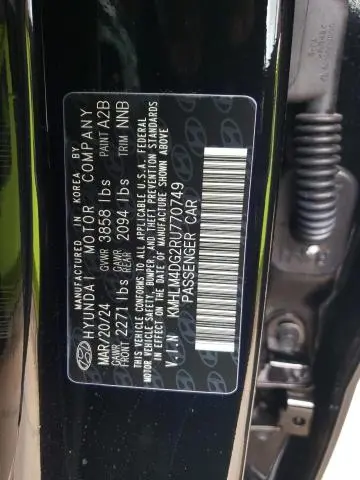 MANUFACTURED IN KOREA BY
HYUNDAI MOTOR COMPANY
MAR/20/24 GVWR 3858 lbs PAINT A2B
GAWR FRONT 2271 lbs GAWR REAR 2094 lbs TRIM NNB
THIS VEHICLE CONFORMS TO ALL APPLICABLE U.S.A. FEDERAL
MOTOR VEHICLE SAFETY, BUMPER, AND THEFT PREVENTION STANDARDS
IN EFFECT ON THE DATE OF MANUFACTURE SHOWN ABOVE
V.I.N KMHLM4DG2RU770749
PASSENGER CAR